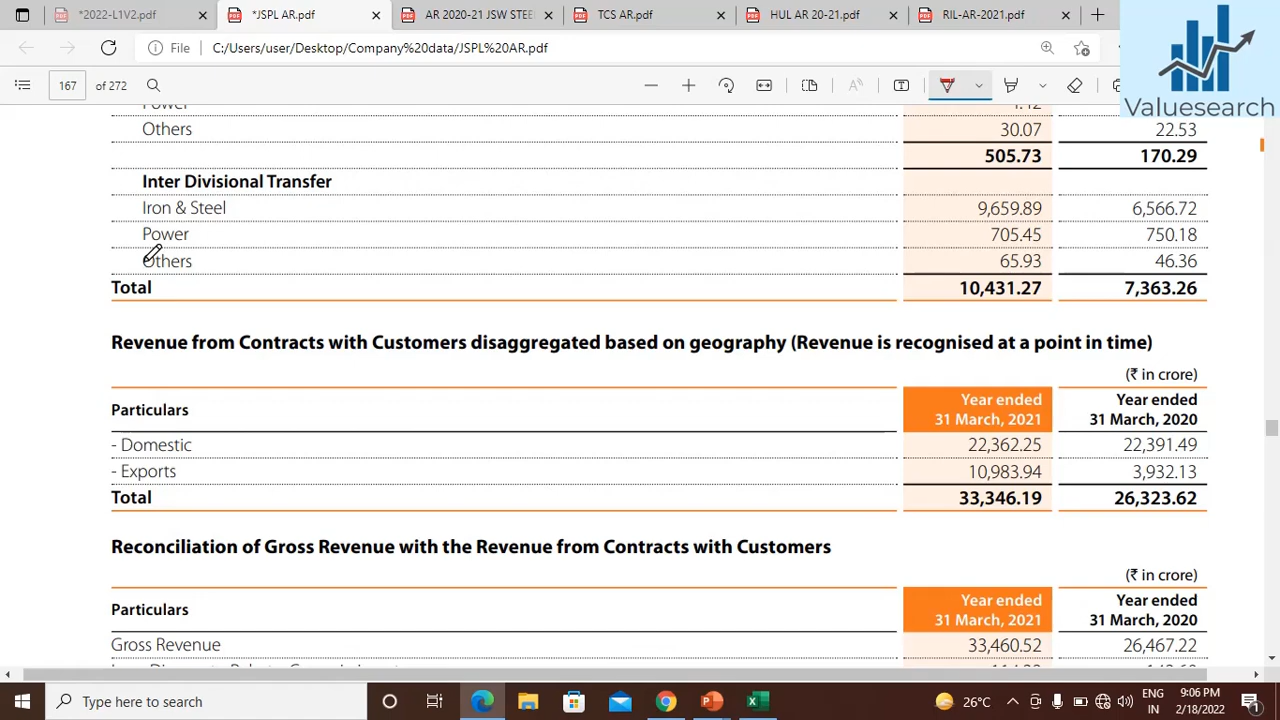 *2022-L1V2.pdf
*JSPL AR.pdf
AR 2020-21 JSW STEE
TCS AR.pdf
HUL AR 20-21.pdf
RIL-AR-2021.pdf
File C:/Users/user/Desktop/Company%20data/JSPL%20AR.pdf
167 of 272
Valuesearch
Power
Others 30.07 22.53
505.73 170.29
Inter Divisional Transfer
Iron & Steel 9,659.89 6,566.72
Power 705.45 750.18
Others 65.93 46.36
Total 10,431.27 7,363.26
Revenue from Contracts with Customers disaggregated based on geography (Revenue is recognised at a point in time)
(₹ in crore)
Particulars Year ended 31 March, 2021 Year ended 31 March, 2020
- Domestic 22,362.25 22,391.49
- Exports 10,983.94 3,932.13
Total 33,346.19 26,323.62
Reconciliation of Gross Revenue with the Revenue from Contracts with Customers
(₹ in crore)
Particulars Year ended 31 March, 2021 Year ended 31 March, 2020
Gross Revenue 33,460.52 26,467.22
Type here to search
26°C
ENG
IN
9:06 PM
2/18/2022